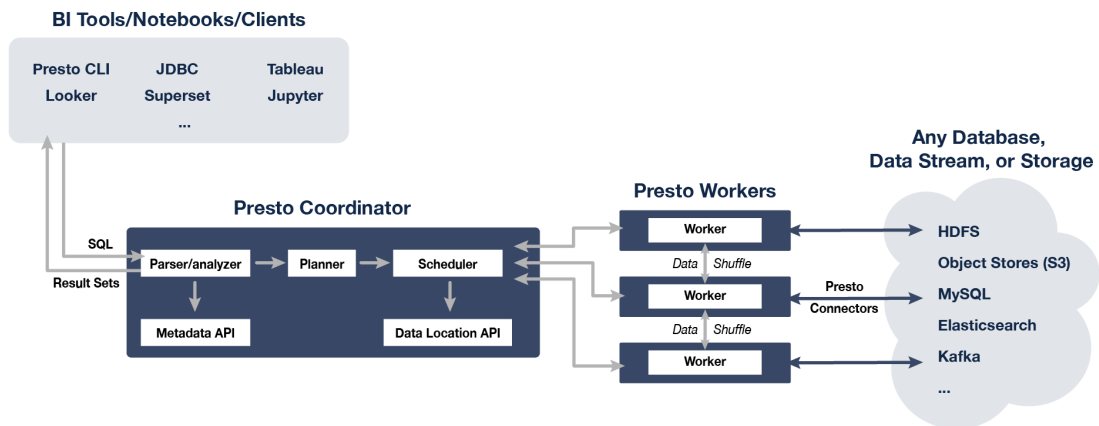 BI Tools/Notebooks/Clients
Presto CLI JDBC Tableau
Looker Superset Jupyter
...
SQL
Result Sets
Presto Coordinator
Parser/analyzer Planner Scheduler
Metadata API Data Location API
Presto Workers
Worker
Data Shuffle
Worker
Data Shuffle
Worker
Presto
Connectors
Any Database,
Data Stream, or Storage
HDFS
Object Stores (S3)
MySQL
Elasticsearch
Kafka
...